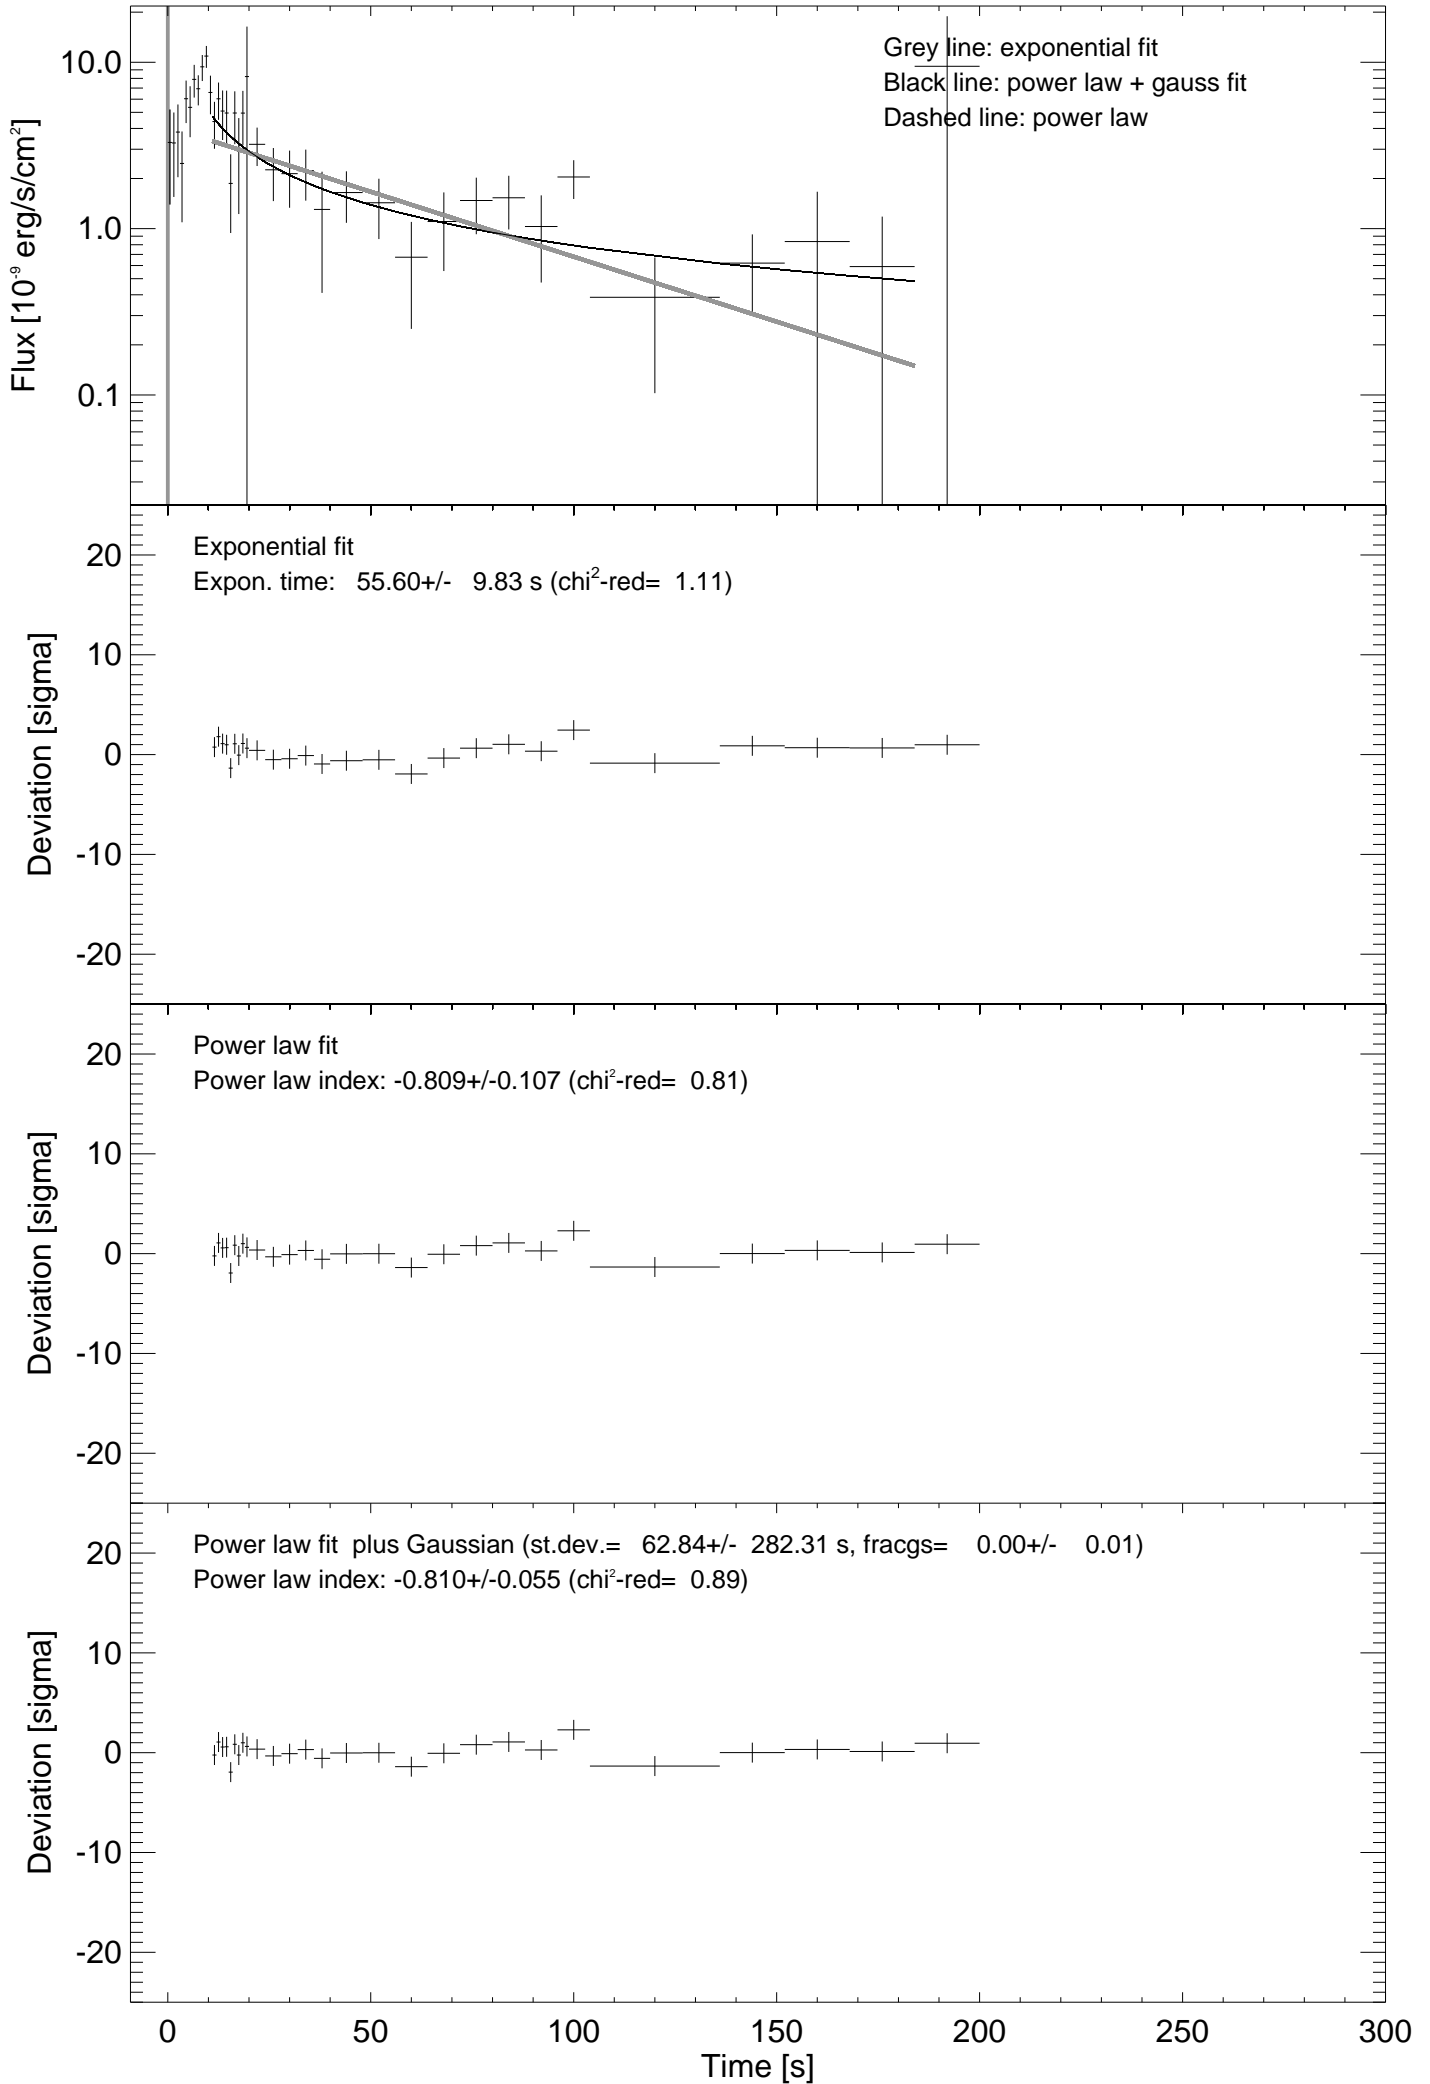 Grey line: exponential fit
Black line: power law + gauss fit
Dashed line: power law
10.0
1.0
0.1
Flux [10⁻⁹ erg/s/cm²]
Exponential fit
Expon. time: 55.60+/- 9.83 s (chi²-red= 1.11)
20
10
0
-10
-20
Deviation [sigma]
Power law fit
Power law index: -0.809+/-0.107 (chi²-red= 0.81)
20
10
0
-10
-20
Deviation [sigma]
Power law fit plus Gaussian (st.dev.= 62.84+/- 282.31 s, fracgs= 0.00+/- 0.01)
Power law index: -0.810+/-0.055 (chi²-red= 0.89)
20
10
0
-10
-20
Deviation [sigma]
0 50 100 150 200 250 300
Time [s]